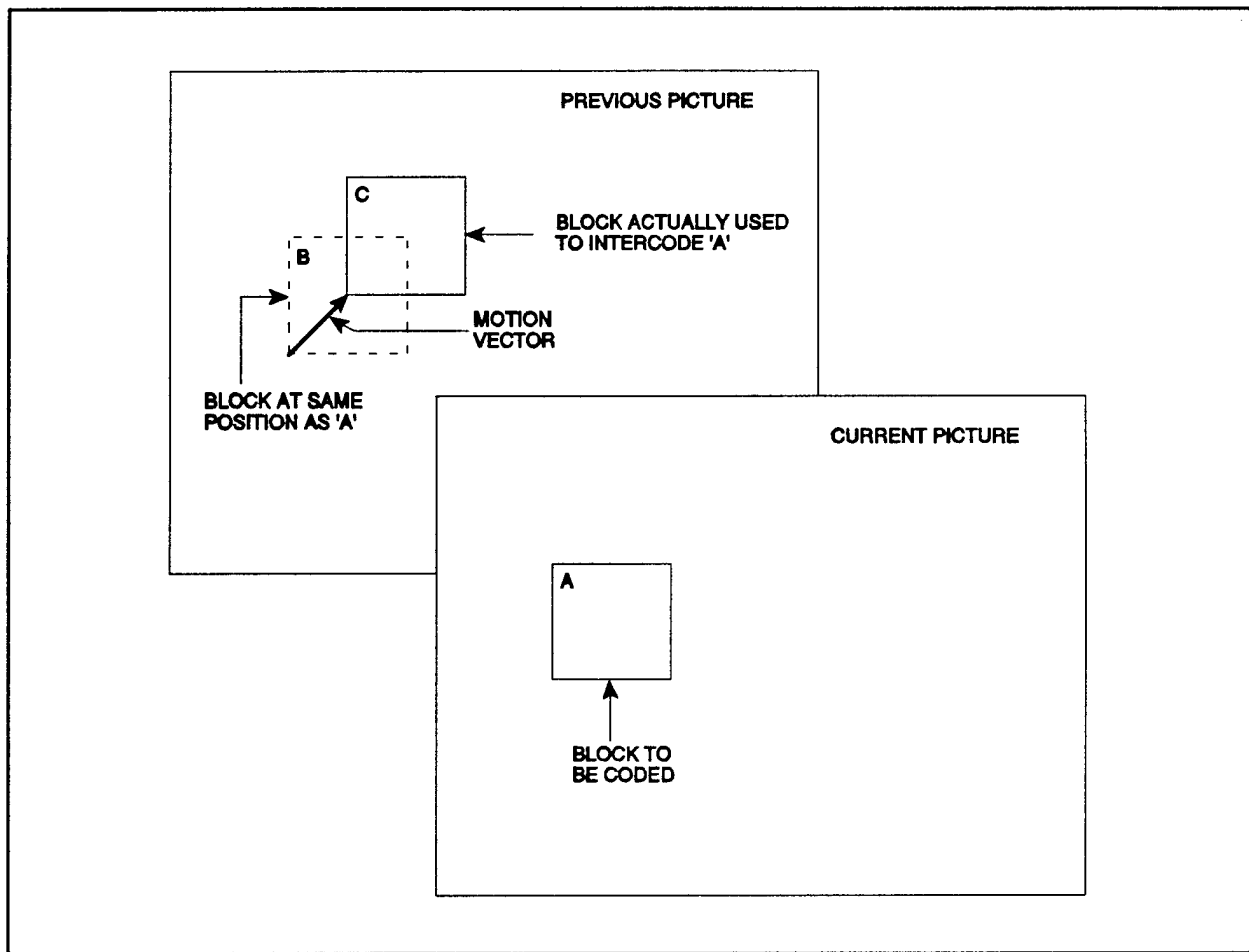 PREVIOUS PICTURE
C
BLOCK ACTUALLY USED
TO INTERCODE 'A'
B
MOTION
VECTOR
BLOCK AT SAME
POSITION AS 'A'
CURRENT PICTURE
A
BLOCK TO
BE CODED